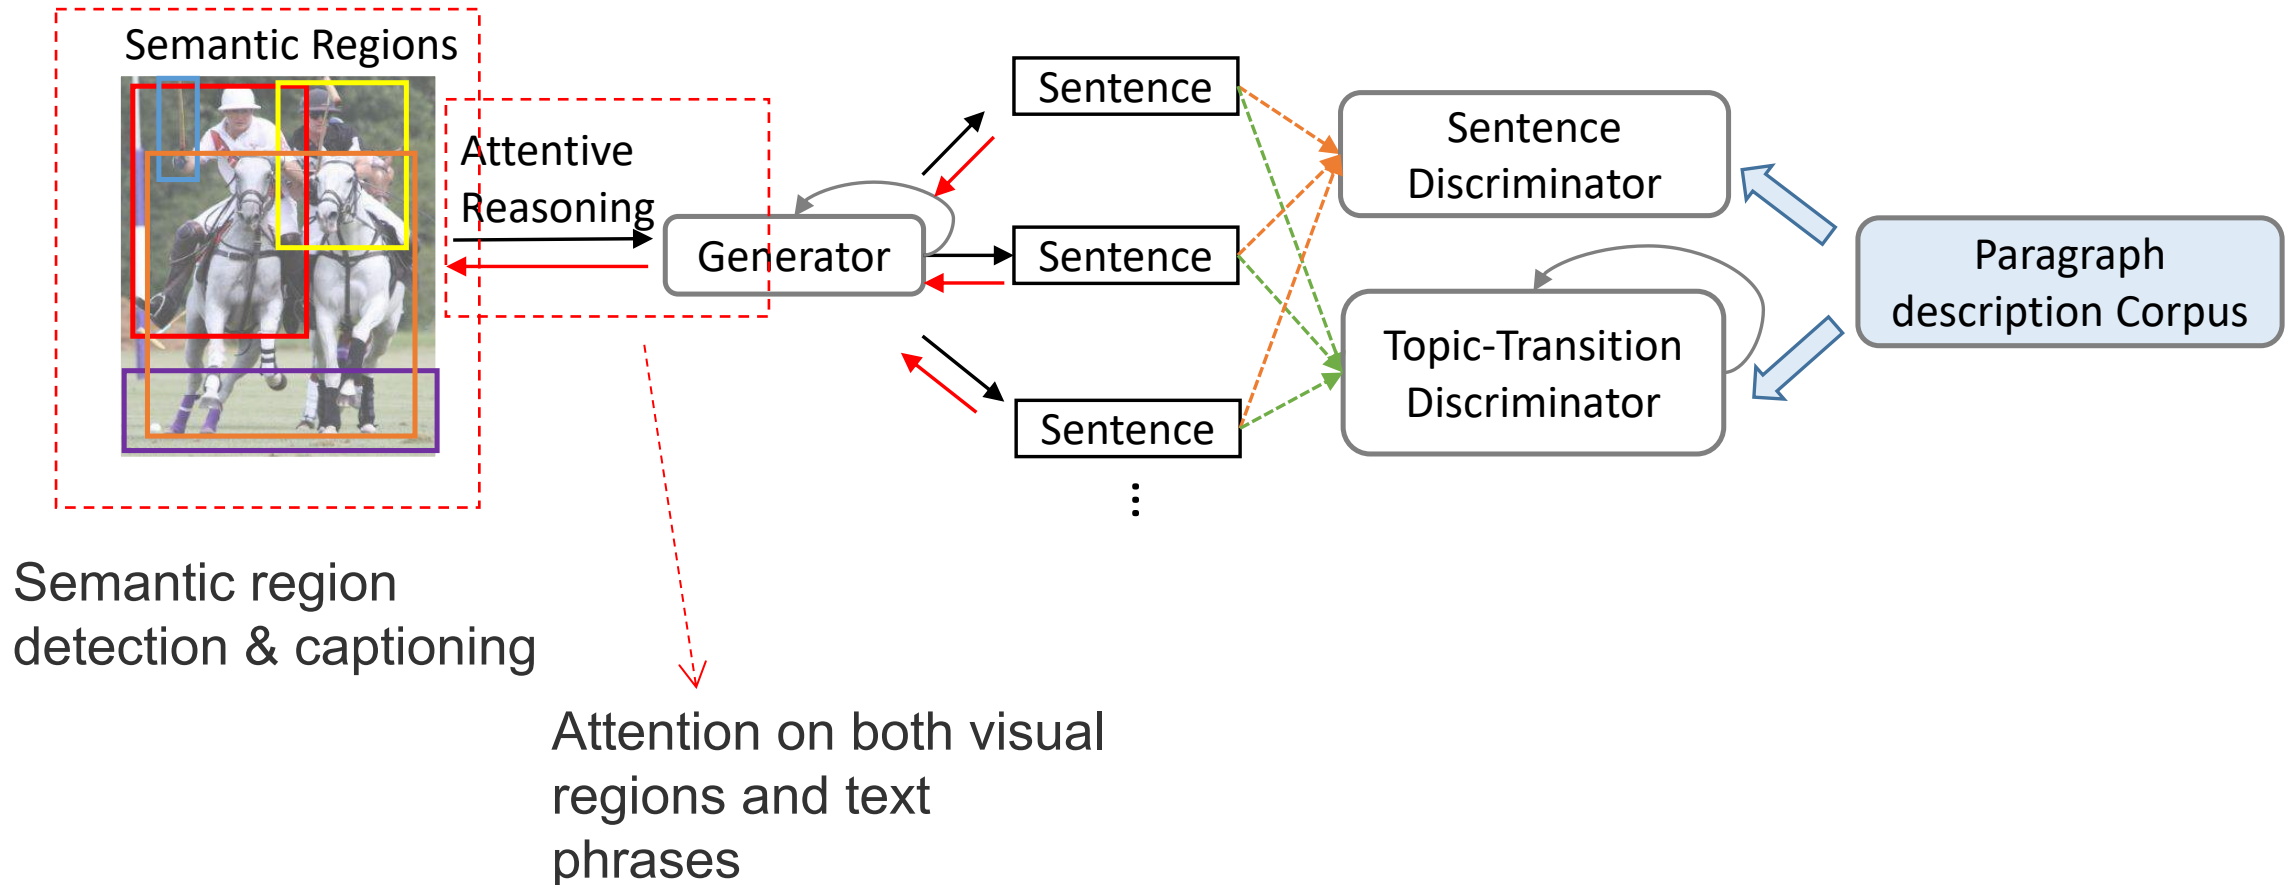 Semantic Regions
Attentive
Reasoning
Generator
Sentence
Sentence
Sentence
...
Sentence
Discriminator
Topic-Transition
Discriminator
Paragraph
description Corpus
Semantic region
detection & captioning
Attention on both visual
regions and text
phrases